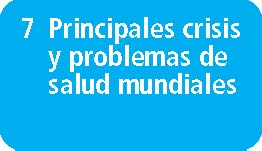 7 Principales crisis
y problemas de
salud mundiales